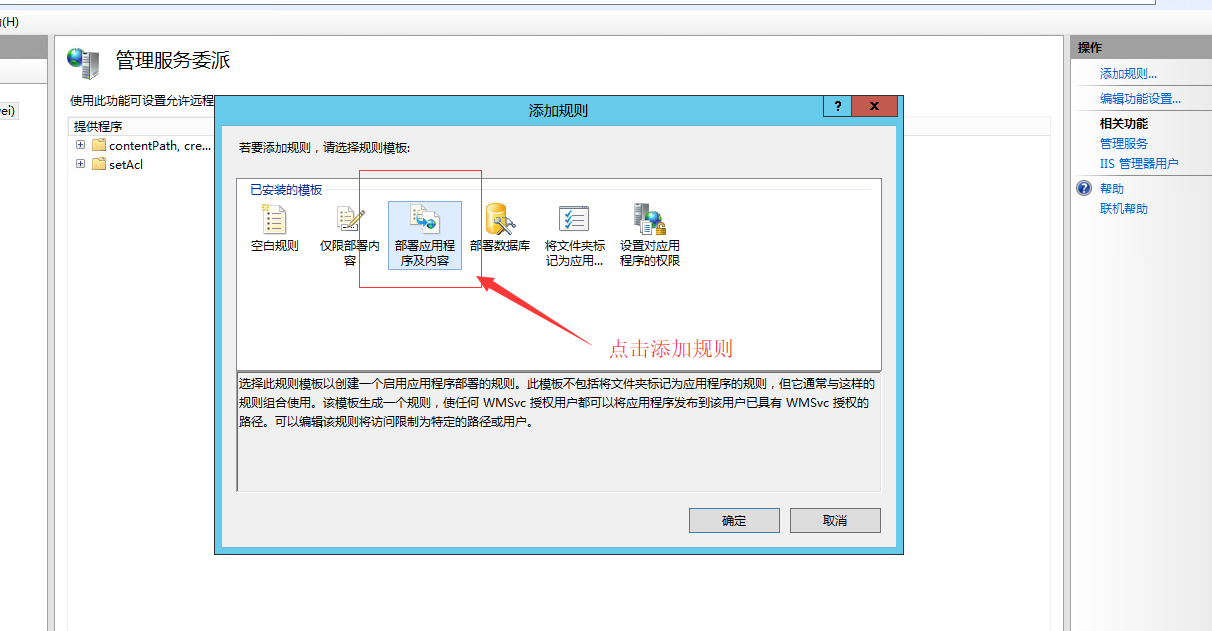 (H)
管理服务委派
ei)
使用此功能可设置允许远程
提供程序
contentPath, cre...
setAcl
添加规则
?
x
若要添加规则，请选择规则模板:
已安装的模板
空白规则
仅限部署内
容
部署应用程
序及内容
部署数据库
将文件夹标
记为应用...
设置对应用
程序的权限
点击添加规则
选择此规则模板以创建一个启用应用程序部署的规则。此模板不包括将文件夹标记为应用程序的规则，但它通常与这样的
规则组合使用。该模板生成一个规则，使任何 WMSvc 授权用户都可以将应用程序发布到该用户已具有 WMSvc 授权的
路径。可以编辑该规则将访问限制为特定的路径或用户。
确定
取消
操作
添加规则...
编辑功能设置...
相关功能
管理服务
IIS 管理器用户
帮助
联机帮助